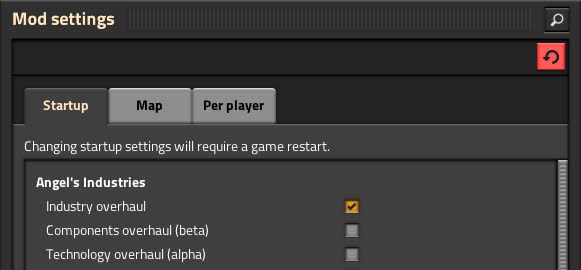 Mod settings
Startup Map Per player
Changing startup settings will require a game restart.
Angel's Industries
Industry overhaul
Components overhaul (beta)
Technology overhaul (alpha)